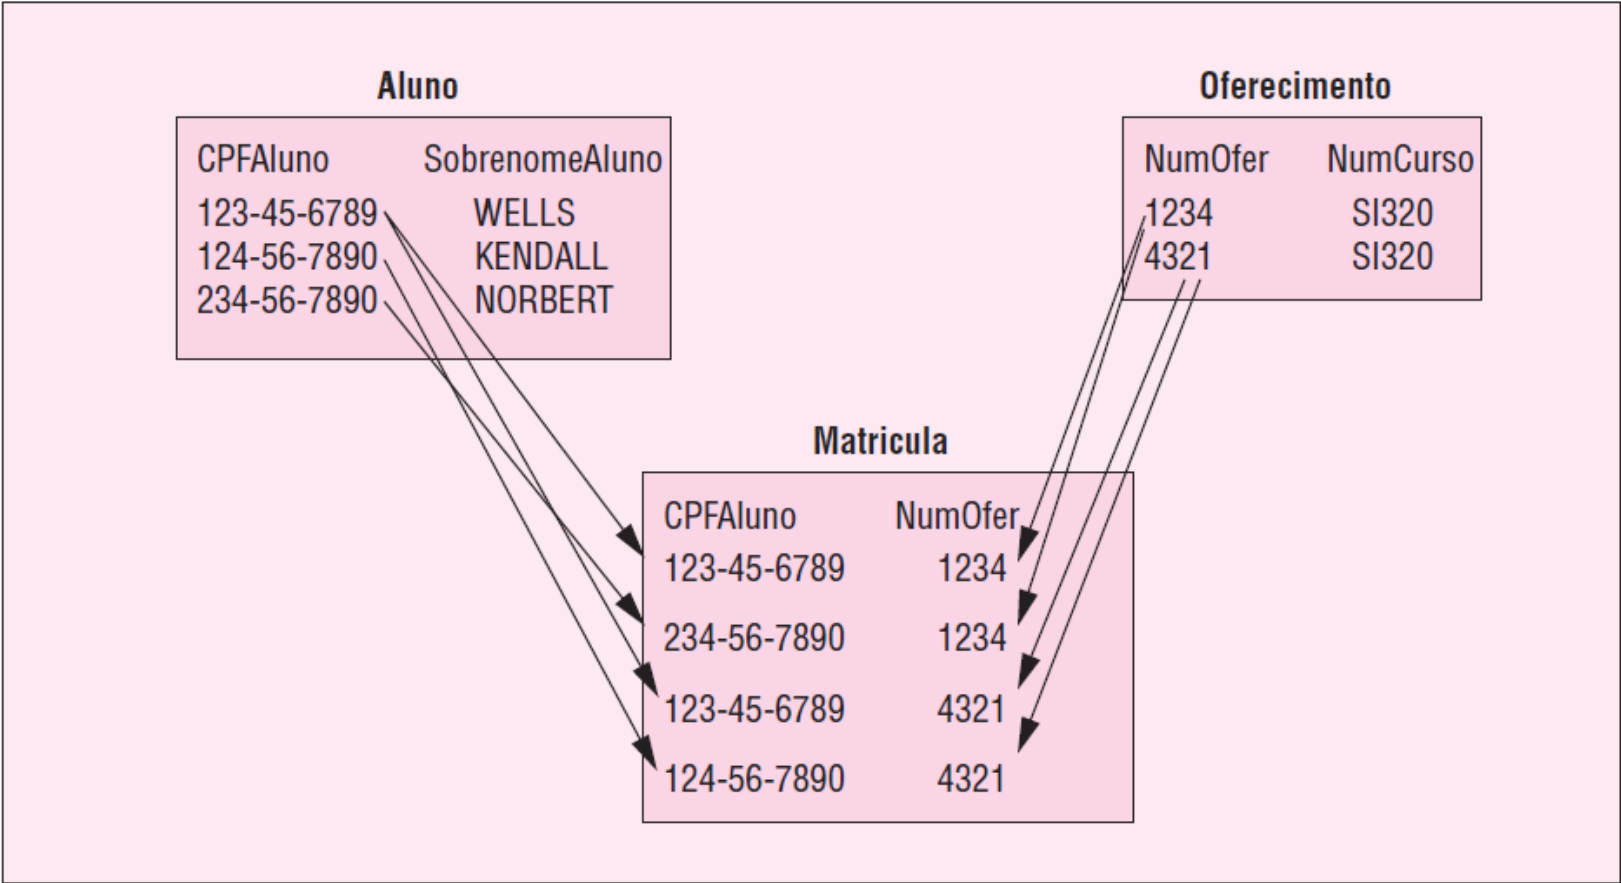 Aluno
CPFAluno SobrenomeAluno
123-45-6789 WELLS
124-56-7890 KENDALL
234-56-7890 NORBERT
Oferecimento
NumOfer NumCurso
1234 SI320
4321 SI320
Matricula
CPFAluno NumOfer
123-45-6789 1234
234-56-7890 1234
123-45-6789 4321
124-56-7890 4321